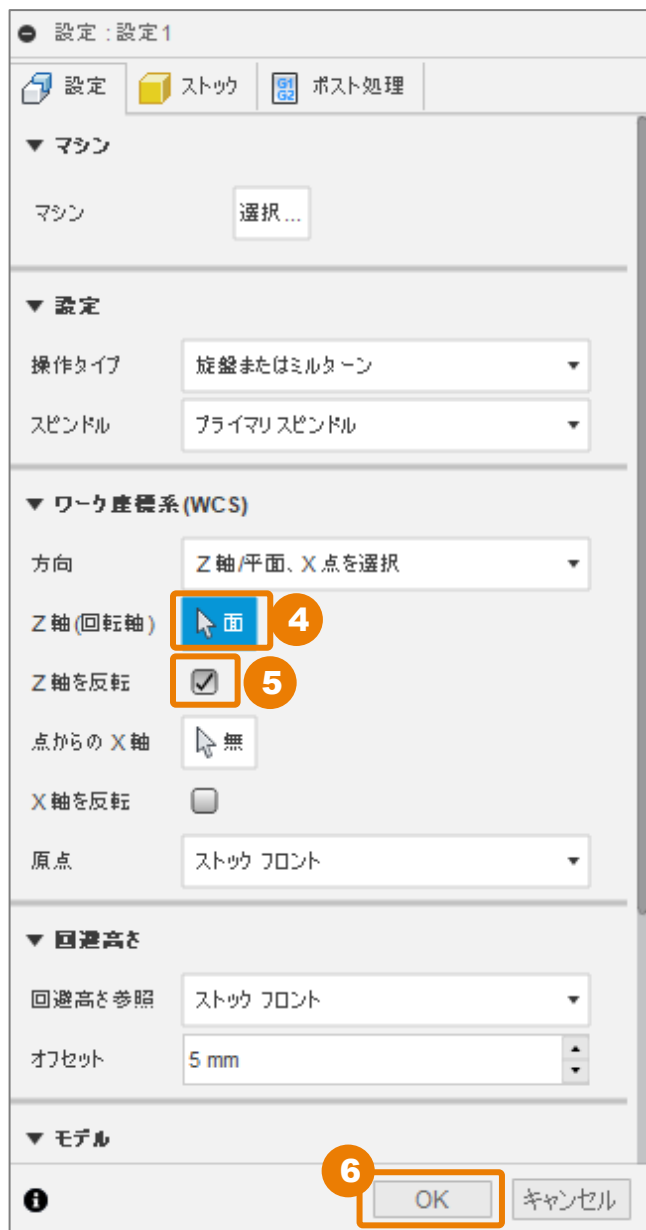 設定 : 設定1
設定 ストック G1 G2 ポスト処理
▼ マシン
マシン 選択...
▼ 設定
操作タイプ 旋盤またはミルターン
スピンドル プライマリ スピンドル
▼ ワーク座標系(WCS)
方向 Z 軸/平面、X 点を選択
Z 軸(回転軸) 面 4
Z 軸を反転 5
点からの X 軸 無
X 軸を反転
原点 ストック フロント
▼ 回避高さ
回避高さ参照 ストック フロント
オフセット 5 mm
▼ モデル
6
OK キャンセル